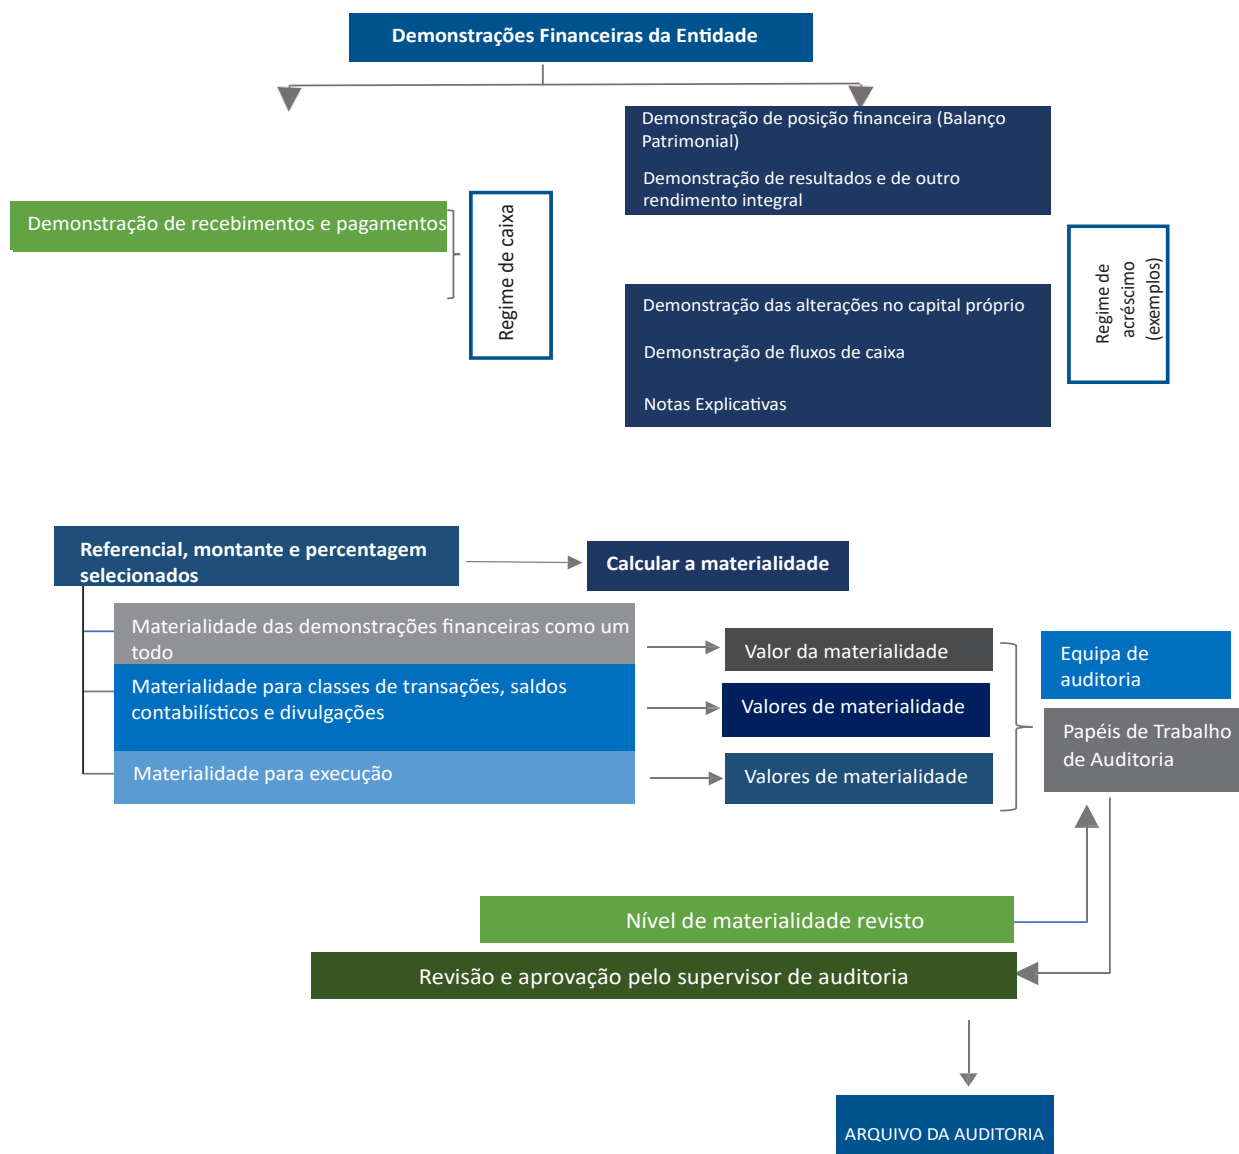 Demonstrações Financeiras da Entidade
Demonstração de posição financeira (Balanço
Patrimonial)
Demonstração de resultados e de outro
rendimento integral
Demonstração de recebimentos e pagamentos
Regime de caixa
Demonstração das alterações no capital próprio
Demonstração de fluxos de caixa
Notas Explicativas
Regime de
acréscimo
(exemplos)
Referencial, montante e percentagem
selecionados
Calcular a materialidade
Materialidade das demonstrações financeiras como um
todo
Valor da materialidade
Materialidade para classes de transações, saldos
contabilísticos e divulgações
Valores de materialidade
Materialidade para execução
Valores de materialidade
Equipa de
auditoria
Papéis de Trabalho
de Auditoria
Nível de materialidade revisto
Revisão e aprovação pelo supervisor de auditoria
ARQUIVO DA AUDITORIA